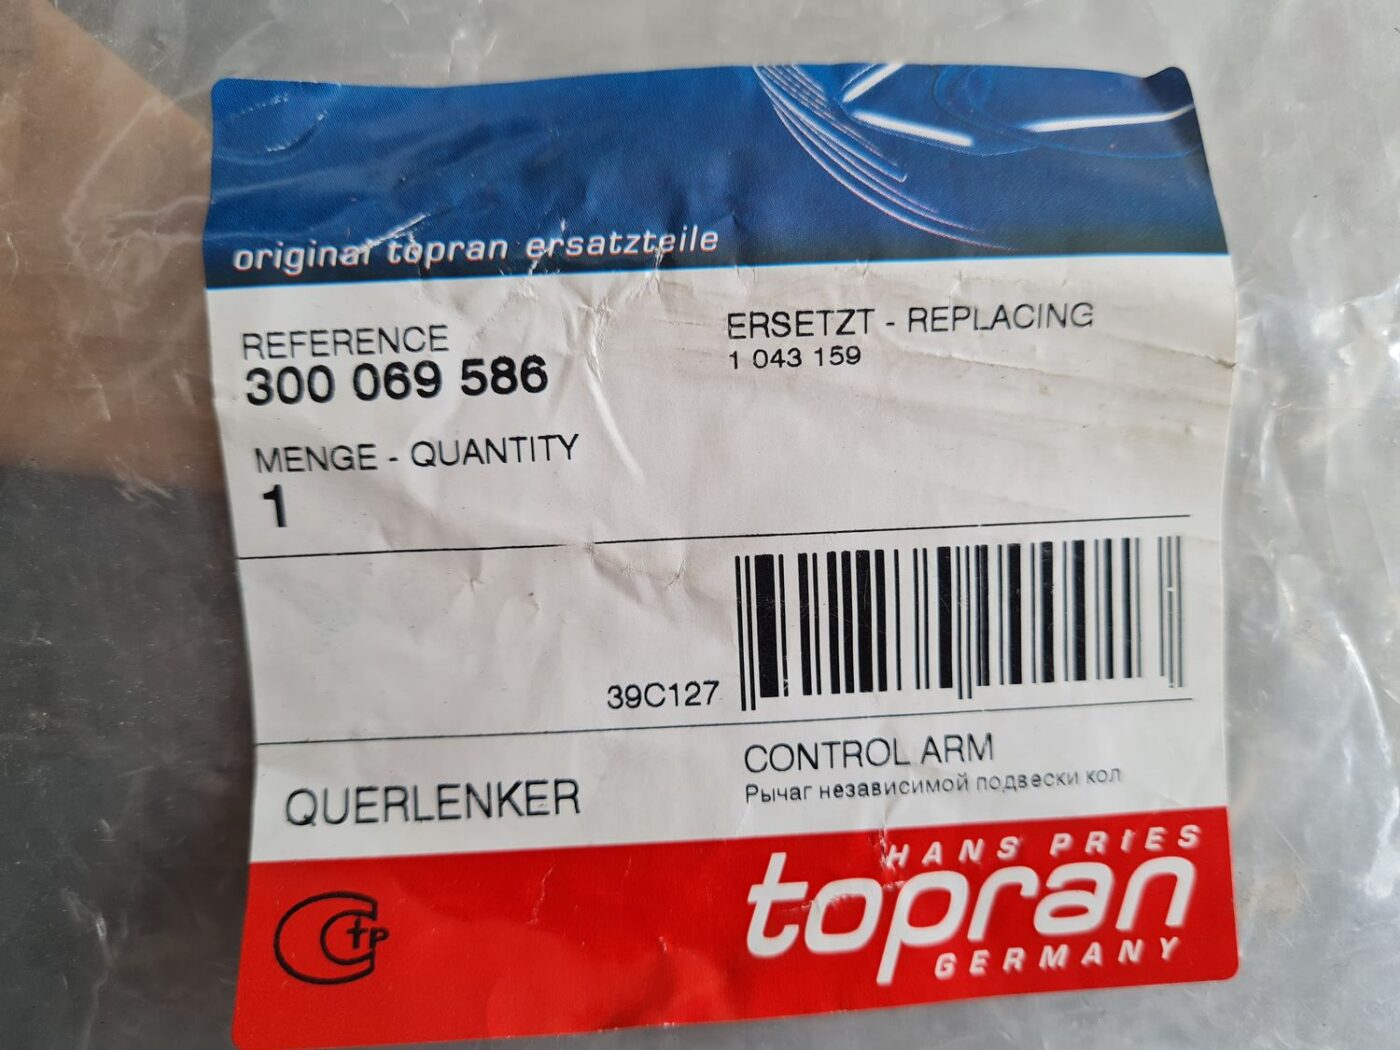 original topran ersatzteile
REFERENCE
300 069 586
ERSETZT - REPLACING
1 043 159
MENGE - QUANTITY
1
39C127
QUERLENKER
CONTROL ARM
Рычаг независимой подвески кол
HANS PRIES
topran
GERMANY